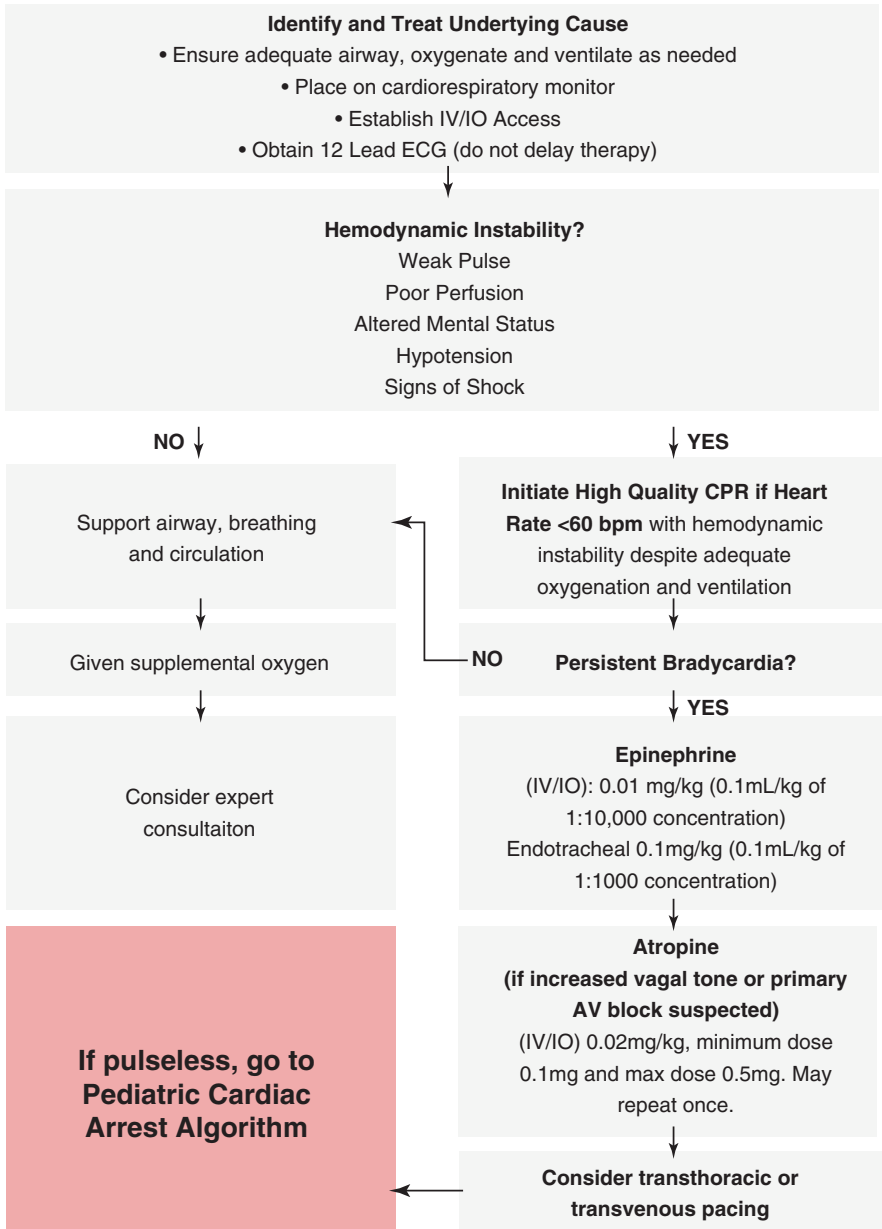 Identify and Treat Undertying Cause
• Ensure adequate airway, oxygenate and ventilate as needed
• Place on cardiorespiratory monitor
• Establish IV/IO Access
• Obtain 12 Lead ECG (do not delay therapy)
Hemodynamic Instability?
Weak Pulse
Poor Perfusion
Altered Mental Status
Hypotension
Signs of Shock
NO
Support airway, breathing
and circulation
Given supplemental oxygen
Consider expert
consultaiton
YES
Initiate High Quality CPR if Heart
Rate <60 bpm with hemodynamic
instability despite adequate
oxygenation and ventilation
NO
Persistent Bradycardia?
YES
Epinephrine
(IV/IO): 0.01 mg/kg (0.1mL/kg of
1:10,000 concentration)
Endotracheal 0.1mg/kg (0.1mL/kg of
1:1000 concentration)
Atropine
(if increased vagal tone or primary
AV block suspected)
(IV/IO) 0.02mg/kg, minimum dose
0.1mg and max dose 0.5mg. May
repeat once.
Consider transthoracic or
transvenous pacing
If pulseless, go to
Pediatric Cardiac
Arrest Algorithm